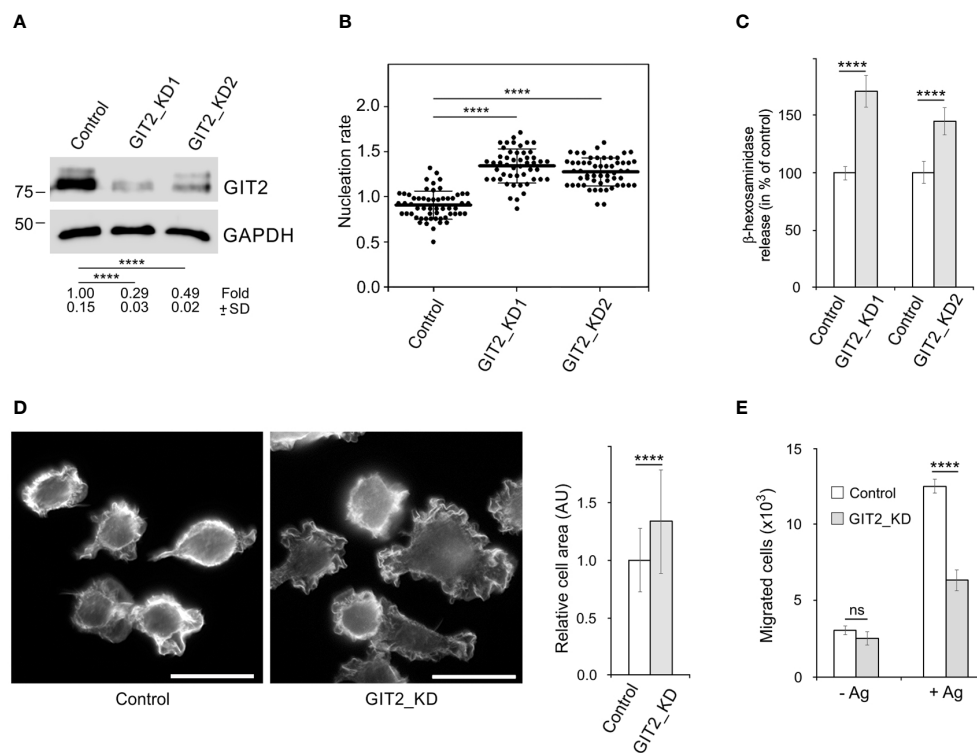 A
Control
GIT2_KD1
GIT2_KD2
75
GIT2
50
GAPDH
****
****
1.00 0.29 0.49 Fold
0.15 0.03 0.02 ±SD
B
Nucleation rate
2.0
1.5
1.0
0.5
0.0
****
****
Control
GIT2_KD1
GIT2_KD2
C
β-hexosaminidase
release (in % of control)
150
100
50
0
****
****
Control
GIT2_KD1
Control
GIT2_KD2
D
Control
GIT2_KD
Relative cell area (AU)
1.5
1.0
0.5
0.0
****
Control
GIT2_KD
E
Migrated cells (x10³)
15
10
5
0
****
Control
GIT2_KD
ns
- Ag
+ Ag